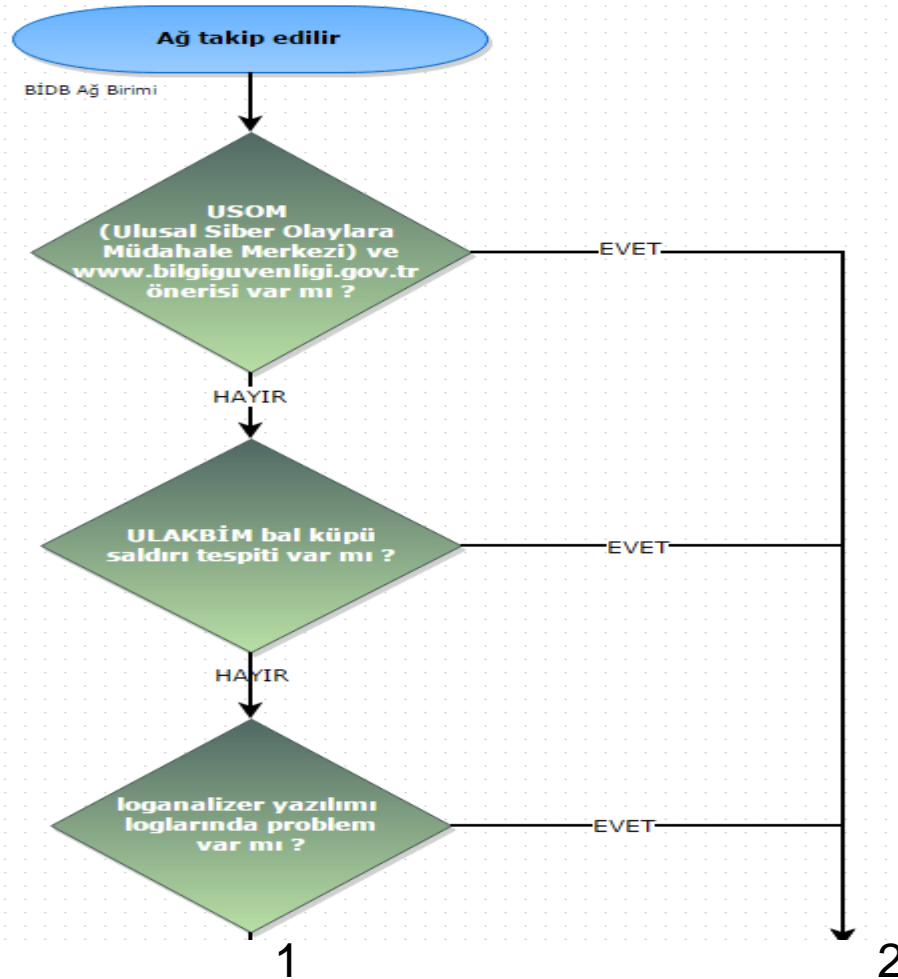 Ağ takip edilir
BİDB Ağ Birimi
USOM
(Ulusal Siber Olaylara
Müdahale Merkezi) ve
www.bilgiguvenligi.gov.tr
önerisi var mı ?
EVET
HAYIR
ULAKBİM bal küpü
saldırı tespiti var mı ?
EVET
HAYIR
loganalizer yazılımı
loglarında problem
var mı ?
EVET
1
2